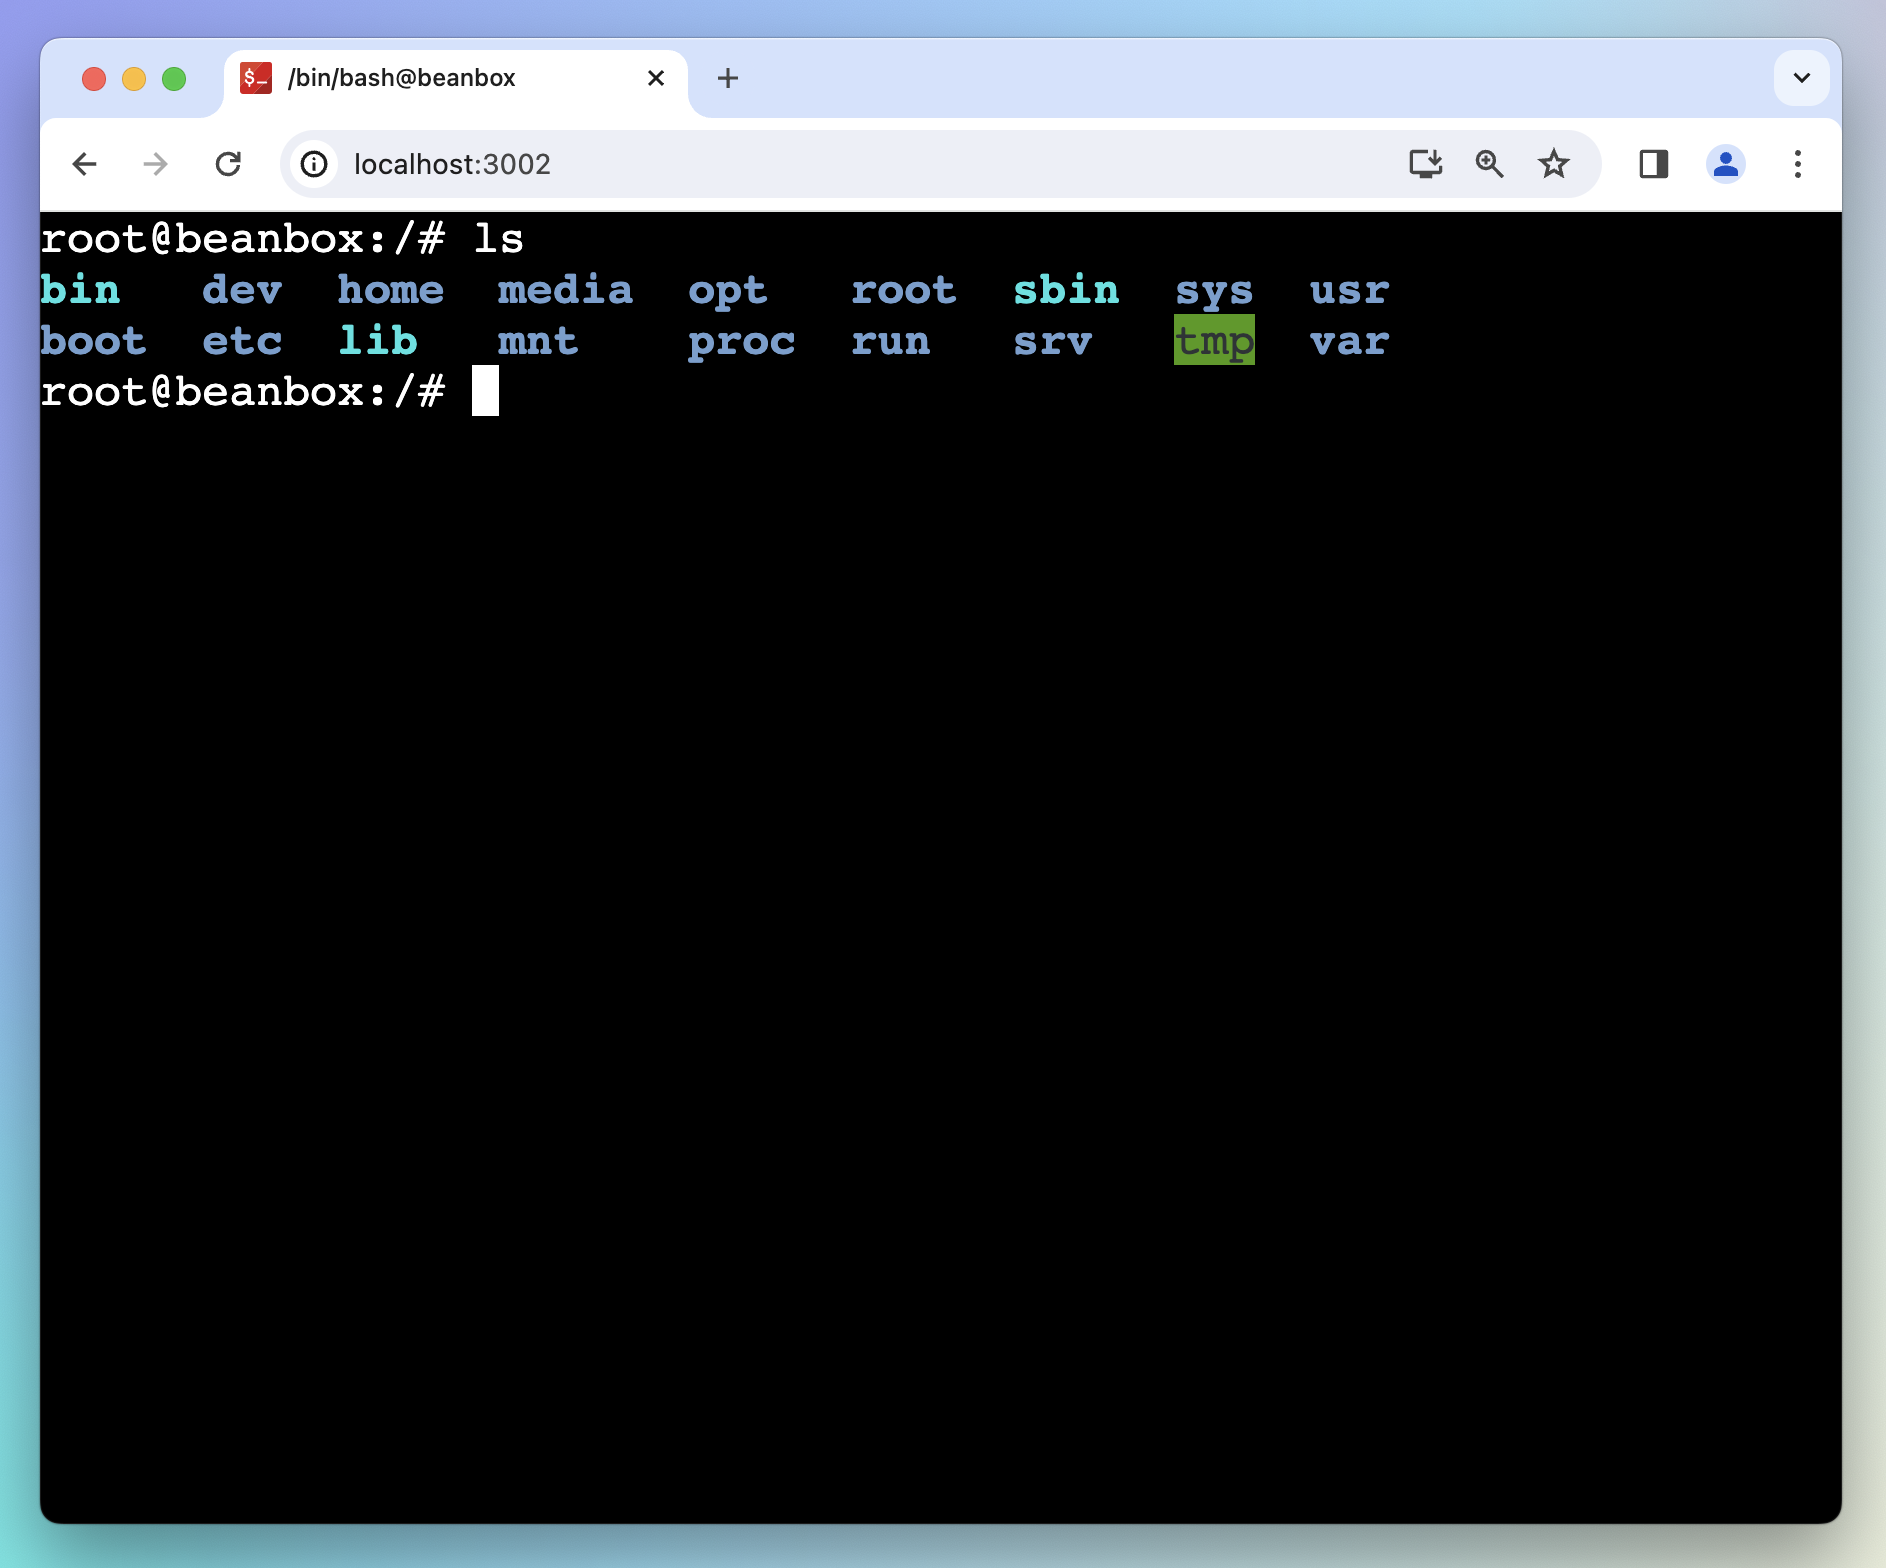 $_ /bin/bash@beanbox
localhost:3002
root@beanbox:/# ls
bin dev home media opt root sbin sys usr
boot etc lib mnt proc run srv tmp var
root@beanbox:/#